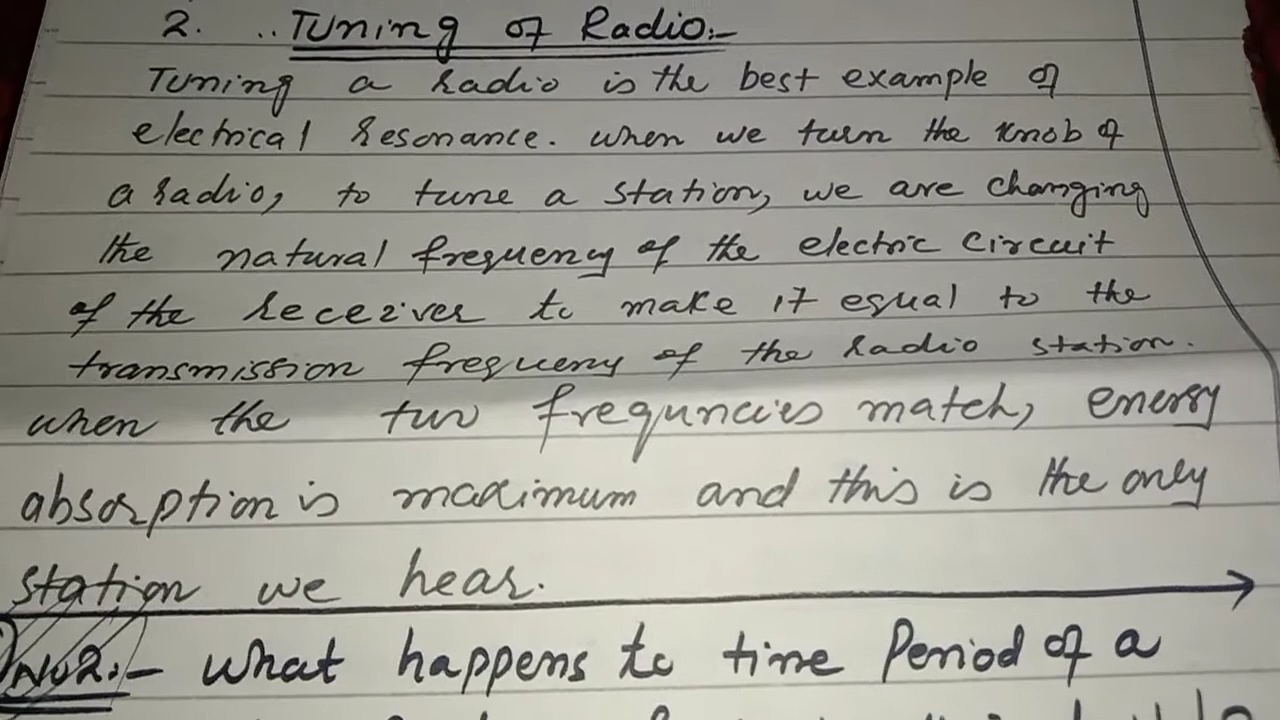 2. .. Tuning of Radio:-
Tuning a radio is the best example of
electrical resonance. when we turn the knob of
a radio, to tune a station, we are changing
the natural frequency of the electric circuit
of the receiver to make it equal to the
transmission frequeny of the radio station.
when the two frequncies match, energy
absorption is maximum and this is the only
station we hear.
No2:- What happens to time Period of a